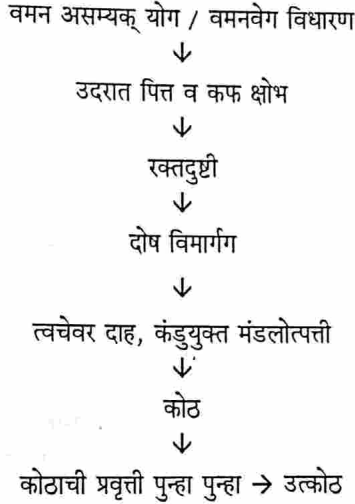 वमन असम्यक् योग / वमनवेग विधारण
↓
उदरात पित्त व कफ क्षोभ
↓
रक्तदुष्टी
↓
दोष विमार्गग
↓
त्वचेवर दाह, कंडुयुक्त मंडलोत्पत्ती
↓
कोठ
↓
कोठाची प्रवृत्ती पुन्हा पुन्हा → उत्कोठ